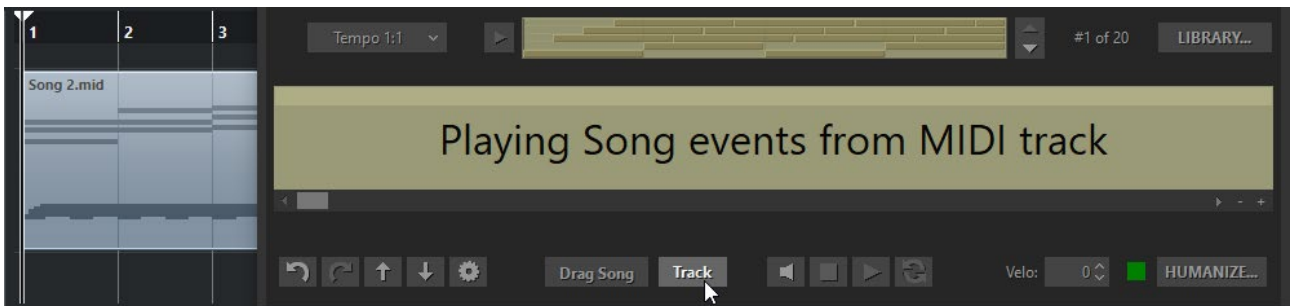 1 2 3
Tempo 1:1
#1 of 20
LIBRARY...
Song 2.mid
Playing Song events from MIDI track
- +
Drag Song
Track
Velo:
0
HUMANIZE...